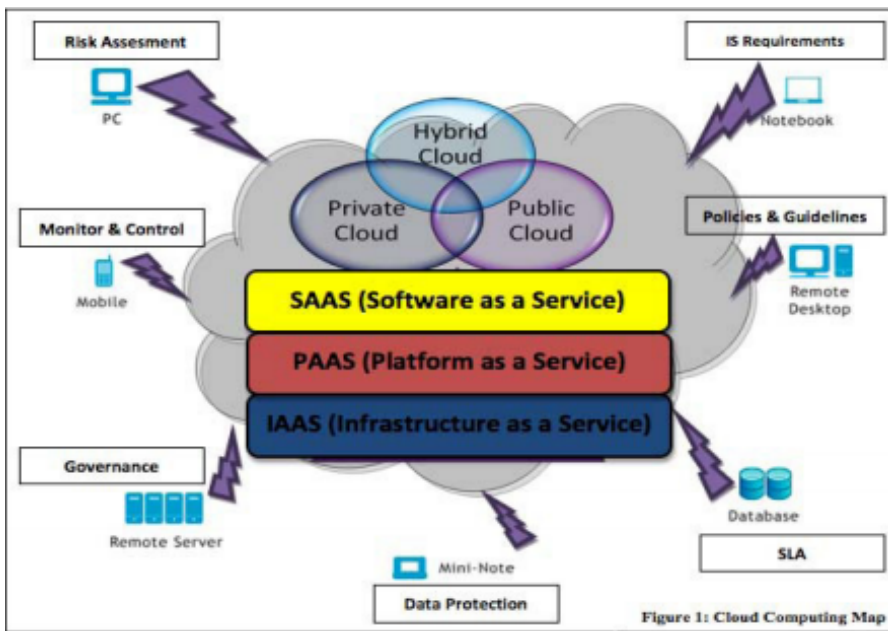 Risk Assesment
IS Requirements
PC
Notebook
Hybrid
Cloud
Private
Cloud
Public
Cloud
Monitor & Control
Mobile
Policies & Guidelines
Remote
Desktop
SAAS (Software as a Service)
PAAS (Platform as a Service)
IAAS (Infrastructure as a Service)
Governance
Remote Server
Database
SLA
Mini-Note
Data Protection
Figure 1: Cloud Computing Map